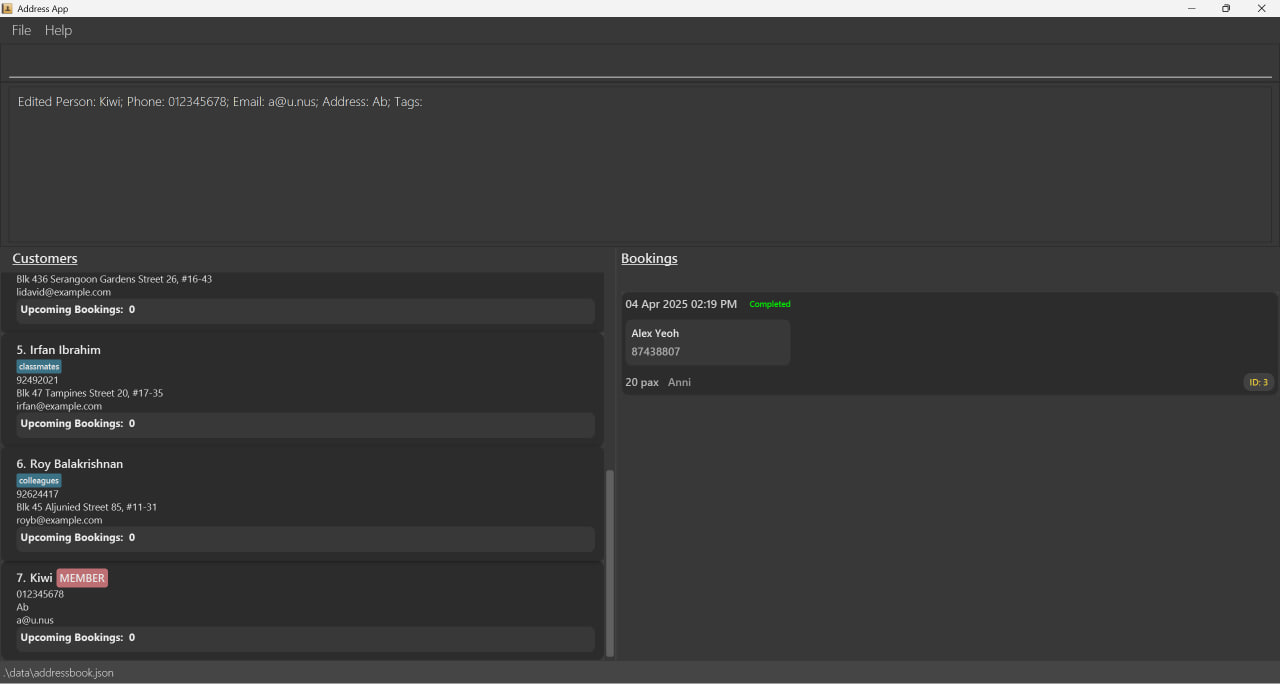 Address App
File Help
Edited Person: Kiwi; Phone: 012345678; Email: a@u.nus; Address: Ab; Tags:
Customers
Blk 436 Serangoon Gardens Street 26, #16-43
lidavid@example.com
Upcoming Bookings: 0
5. Irfan Ibrahim
classmates
92492021
Blk 47 Tampines Street 20, #17-35
irfan@example.com
Upcoming Bookings: 0
6. Roy Balakrishnan
colleagues
92624417
Blk 45 Aljunied Street 85, #11-31
royb@example.com
Upcoming Bookings: 0
7. Kiwi MEMBER
012345678
Ab
a@u.nus
Upcoming Bookings: 0
Bookings
04 Apr 2025 02:19 PM Completed
Alex Yeoh
87438807
20 pax Anni
ID: 3
.\data\addressbook.json